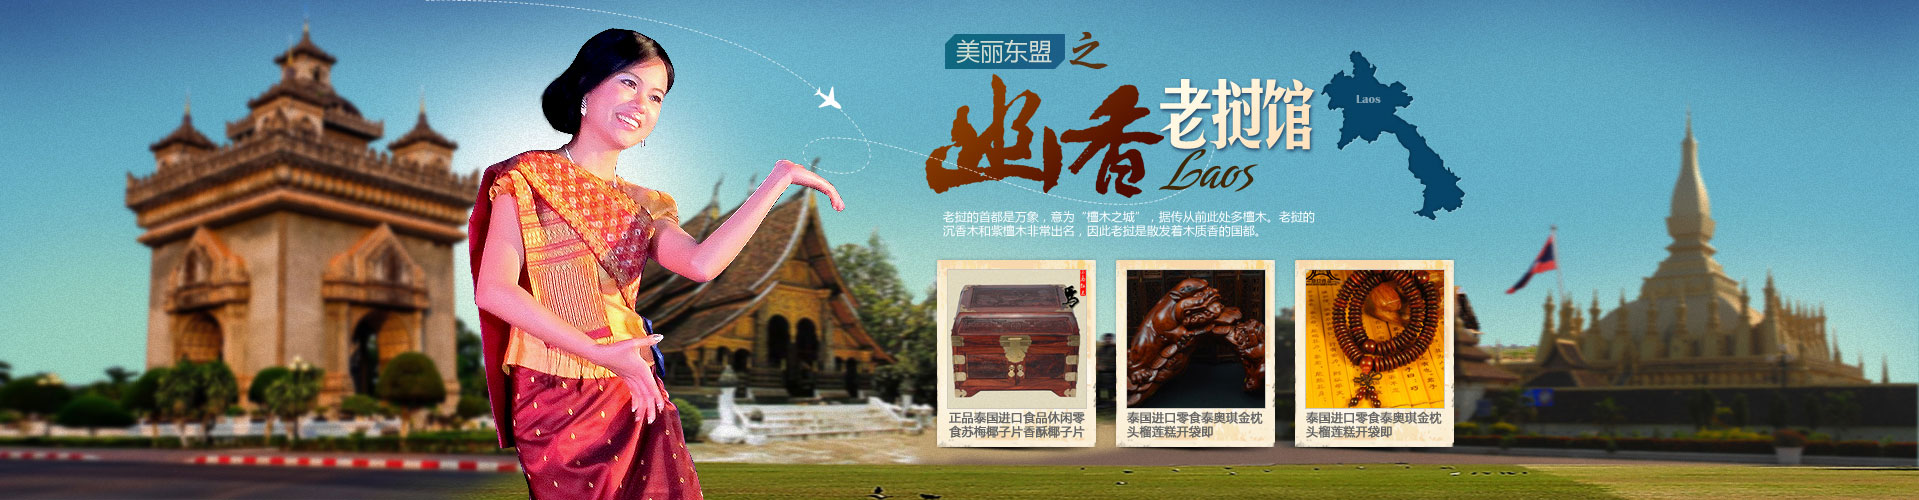 美丽东盟之
幽香老挝馆
Laos
Laos
老挝的首都是万象，意为“檀木之城”，据传从前此处多檀木。老挝的
沉香木和紫檀木非常出名，因此老挝是散发着木质香的国都。
正品泰国进口食品休闲零
食苏梅椰子片香酥椰子片
泰国进口零食泰奥琪金枕
头榴莲糕开袋即
泰国进口零食泰奥琪金枕
头榴莲糕开袋即